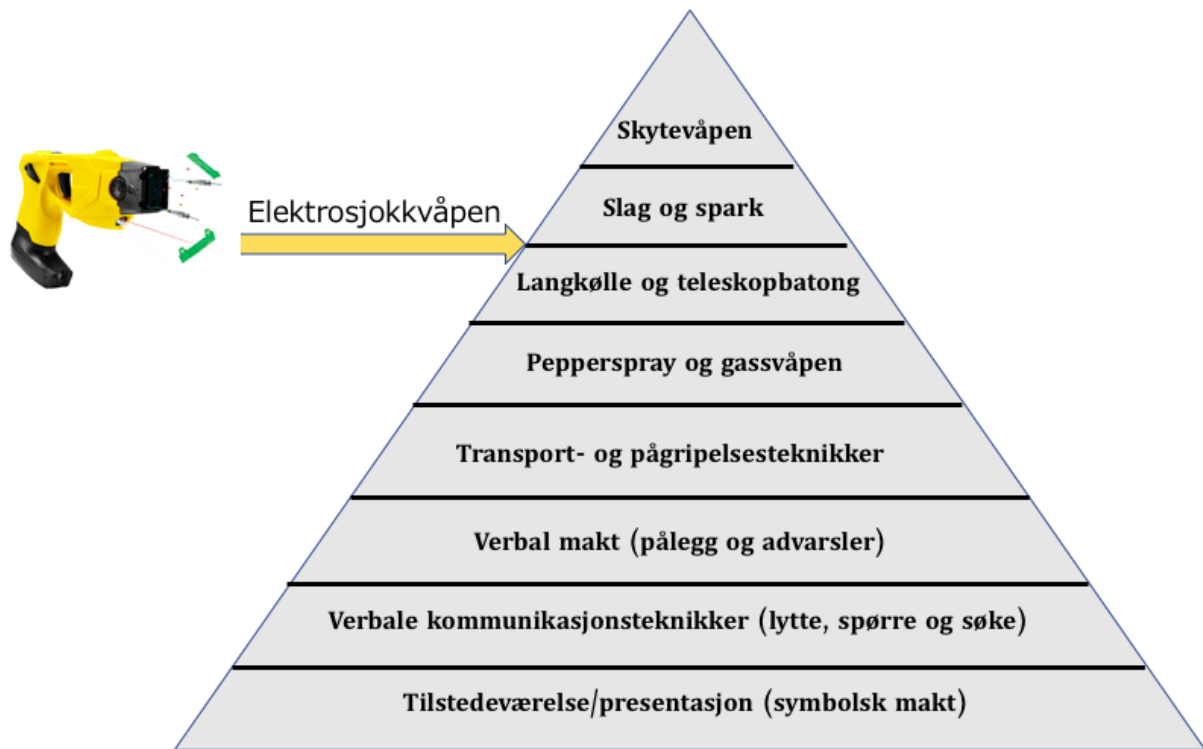 Skytevåpen
Slag og spark
Elektrosjokkvåpen
Langkølle og teleskopbatong
Pepperspray og gassvåpen
Transport- og pågripelsesteknikker
Verbal makt (pålegg og advarsler)
Verbale kommunikasjonsteknikker (lytte, spørre og søke)
Tilstedeværelse/presentasjon (symbolsk makt)